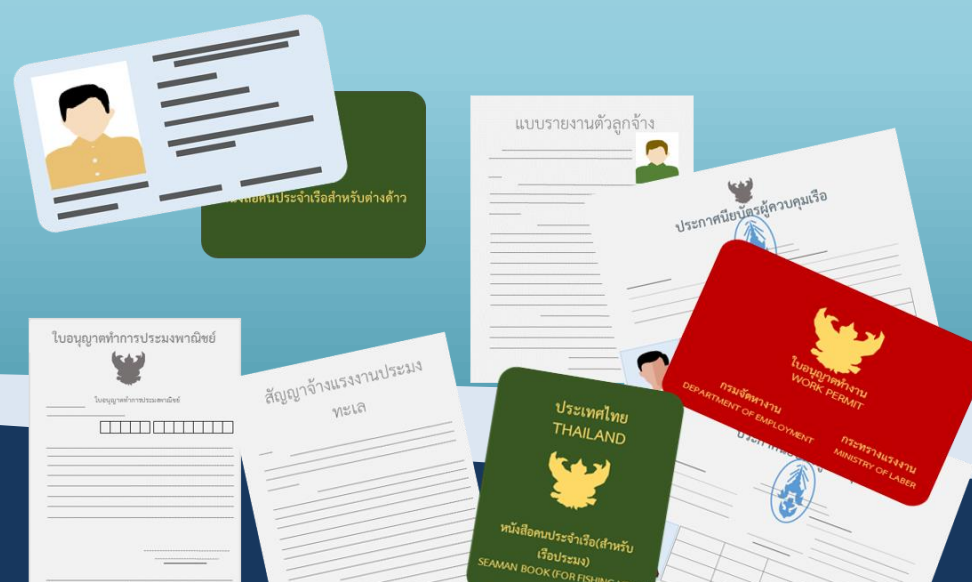 คนประจำเรือสำหรับต่างด้าว
แบบรายงานตัวลูกจ้าง
ประกาศนียบัตรผู้ควบคุมเรือ
ใบอนุญาตทำงาน
WORK PERMIT
กรมจัดหางาน
DEPARTMENT OF EMPLOYMENT
กระทรวางแรงงาน
MINISTRY OF LABER
ใบอนุญาตทำการประมงพาณิชย์
ใบอนุญาตทำการประมงพาณิชย์
สัญญาจ้างแรงงานประมง
ทะเล
ประเทศไทย
THAILAND
หนังสือคนประจำเรือ(สำหรับ
เรือประมง)
SEAMAN BOOK (FOR FISHING